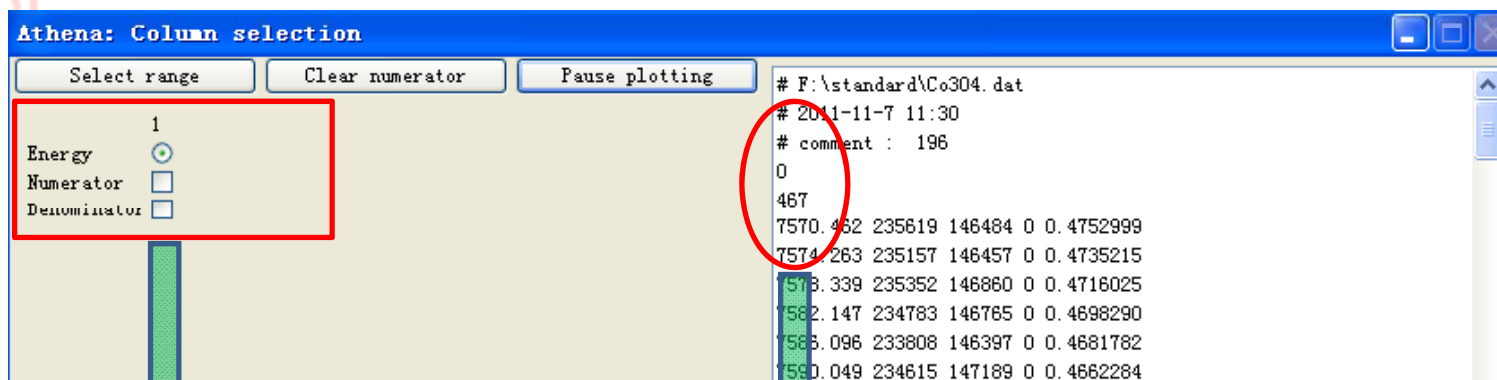 Athena: Column selection
Select range Clear numerator Pause plotting
1
Energy
Numerator
Denominator
# F:\standard\Co3O4.dat
# 2011-11-7 11:30
# comment : 196
0
467
7570.462 235619 146484 0 0.4752999
7574.263 235157 146457 0 0.4735215
7578.339 235352 146860 0 0.4716025
7582.147 234783 146765 0 0.4698290
7586.096 233808 146397 0 0.4681782
7590.049 234615 147189 0 0.4662284